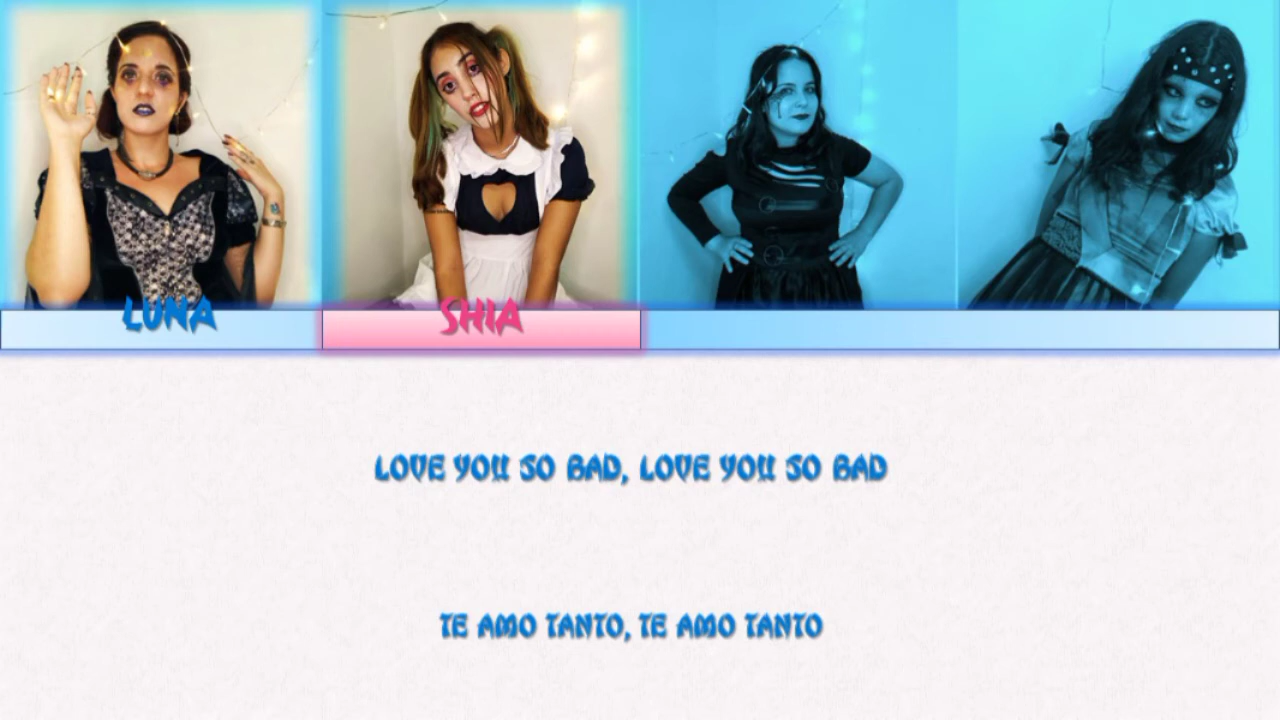 LUNA
SHIA
LOVE YOU SO BAD, LOVE YOU SO BAD
TE AMO TANTO, TE AMO TANTO